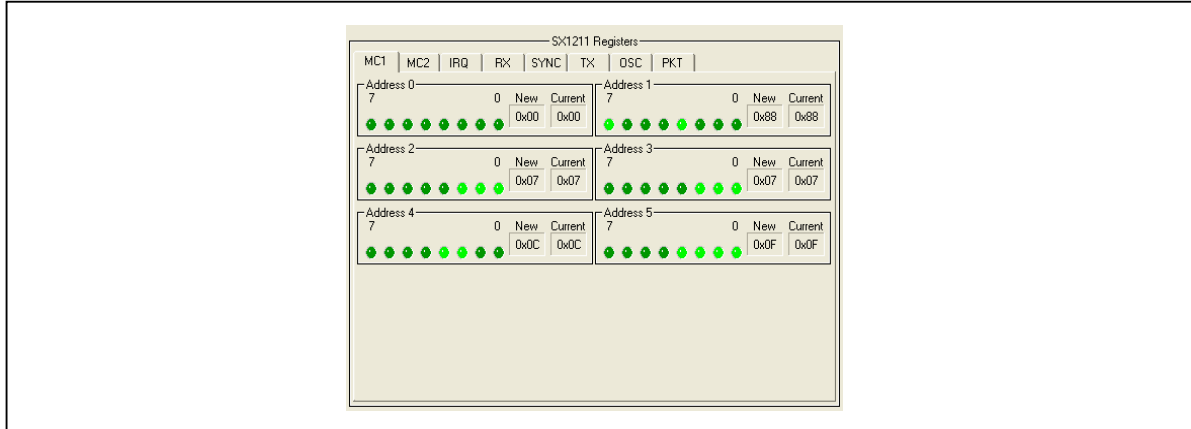 SX1211 Registers
MC1 MC2 IRQ RX SYNC TX OSC PKT
Address 0
7 0 New Current
0x00 0x00
Address 1
7 0 New Current
0x88 0x88
Address 2
7 0 New Current
0x07 0x07
Address 3
7 0 New Current
0x07 0x07
Address 4
7 0 New Current
0x0C 0x0C
Address 5
7 0 New Current
0x0F 0x0F